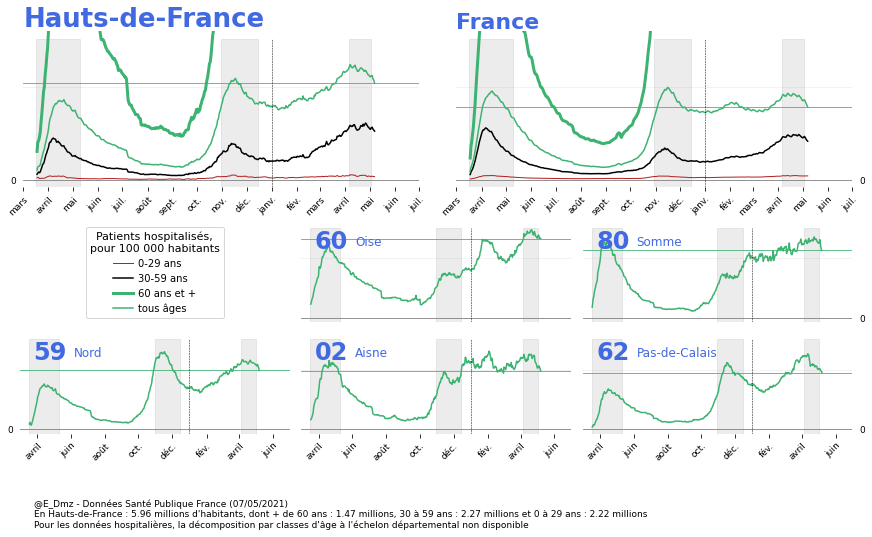 Hauts-de-France
France
0
mars avril mai juin juil. août sept. oct. nov. déc. janv. fév. mars avril mai juin juil.
mars avril mai juin juil. août sept. oct. nov. déc. janv. fév. mars avril mai juin juil.
0
Patients hospitalisés,
pour 100 000 habitants
0-29 ans
30-59 ans
60 ans et +
tous âges
60 Oise
80 Somme
0
59 Nord
02 Aisne
62 Pas-de-Calais
0
0
avril juin août oct. déc. fév. avril juin
avril juin août oct. déc. fév. avril juin
avril juin août oct. déc. fév. avril juin
@E_Dmz - Données Santé Publique France (07/05/2021)
En Hauts-de-France : 5.96 millions d'habitants, dont + de 60 ans : 1.47 millions, 30 à 59 ans : 2.27 millions et 0 à 29 ans : 2.22 millions
Pour les données hospitalières, la décomposition par classes d'âge à l'échelon départemental non disponible